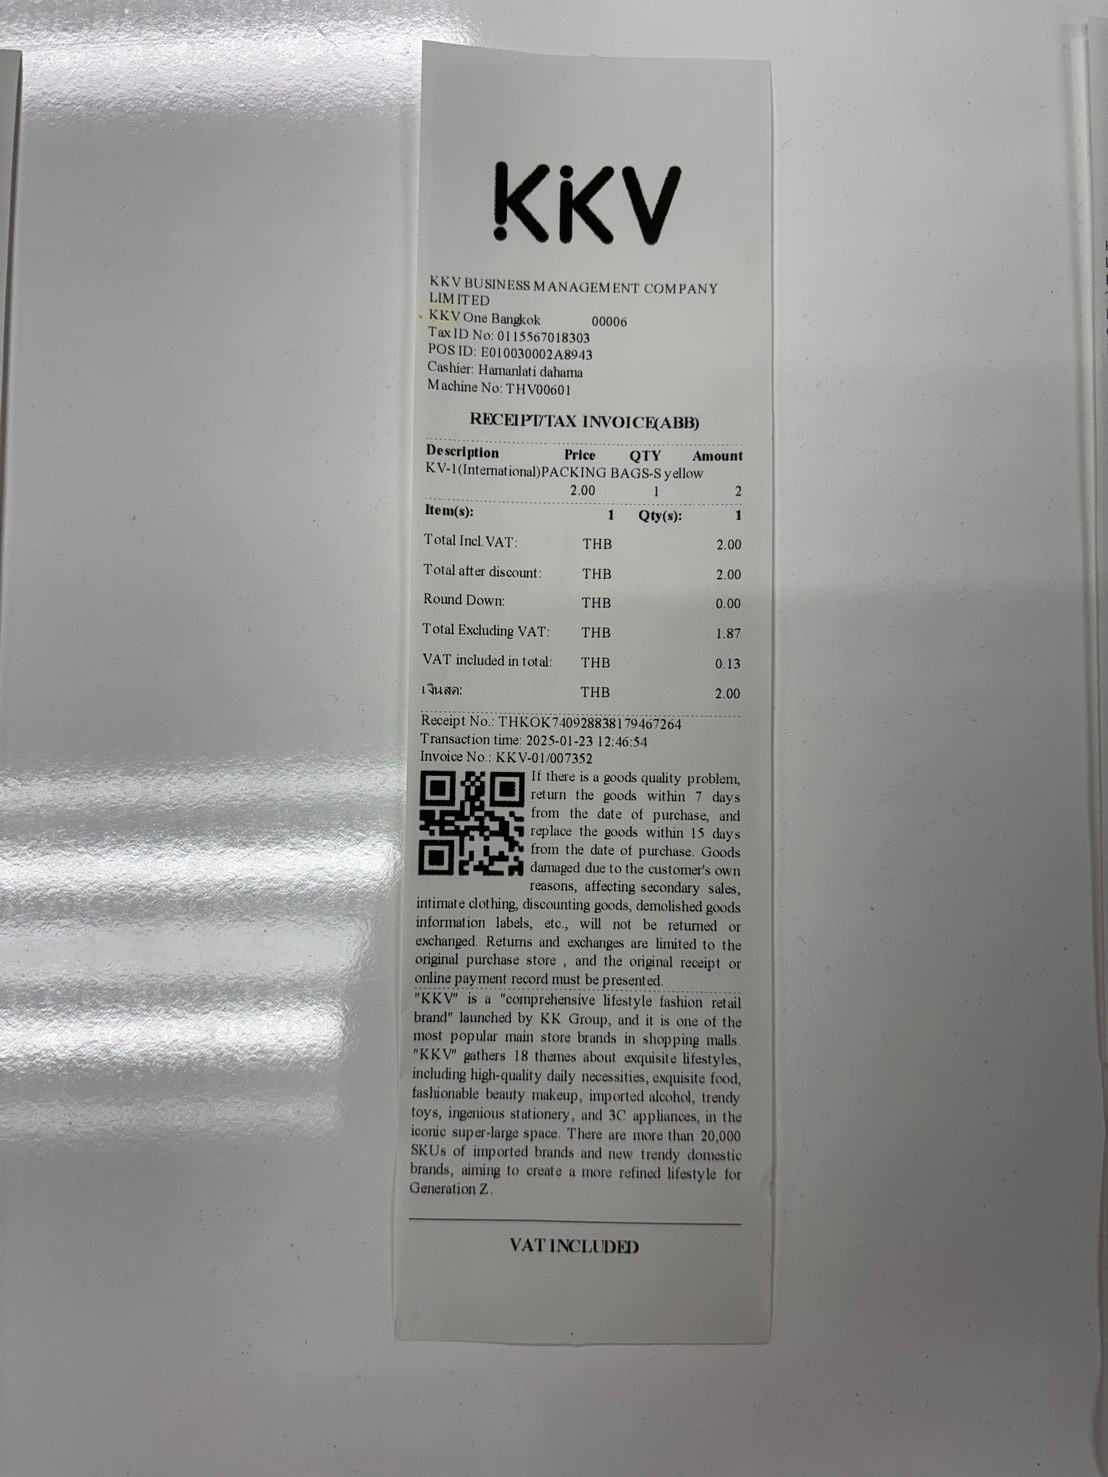 KKV
KKV BUSINESS MANAGEMENT COMPANY
LIMITED
KKV One Bangkok 00006
Tax ID No: 0115567018303
POS ID: E010030002A8943
Cashier: Hamanlati dahama
Machine No: THV00601
RECEIPT/TAX INVOICE(ABB)
Description Price QTY Amount
KV-1(International)PACKING BAGS-S yellow
2.00 1 2
Item(s): 1 Qty(s): 1
Total Incl.VAT: THB 2.00
Total after discount: THB 2.00
Round Down: THB 0.00
Total Excluding VAT: THB 1.87
VAT included in total: THB 0.13
เงินสด: THB 2.00
Receipt No.: THKOK740928838179467264
Transaction time: 2025-01-23 12:46:54
Invoice No.: KKV-01/007352
If there is a goods quality problem,
return the goods within 7 days
from the date of purchase, and
replace the goods within 15 days
from the date of purchase. Goods
damaged due to the customer's own
reasons, affecting secondary sales,
intimate clothing, discounting goods, demolished goods
information labels, etc., will not be returned or
exchanged. Returns and exchanges are limited to the
original purchase store , and the original receipt or
online payment record must be presented.
"KKV" is a "comprehensive lifestyle fashion retail
brand" launched by KK Group, and it is one of the
most popular main store brands in shopping malls.
"KKV" gathers 18 themes about exquisite lifestyles,
including high-quality daily necessities, exquisite food,
fashionable beauty makeup, imported alcohol, trendy
toys, ingenious stationery, and 3C appliances, in the
iconic super-large space. There are more than 20,000
SKUs of imported brands and new trendy domestic
brands, aiming to create a more refined lifestyle for
Generation Z.
VAT INCLUDED